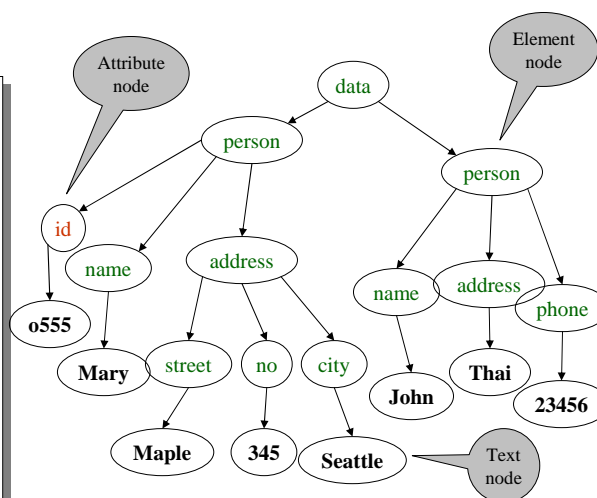 Attribute
node
Element
node
data
person
person
id
name
address
name
address
phone
o555
Mary
street
no
city
John
Thai
23456
Maple
345
Seattle
Text
node